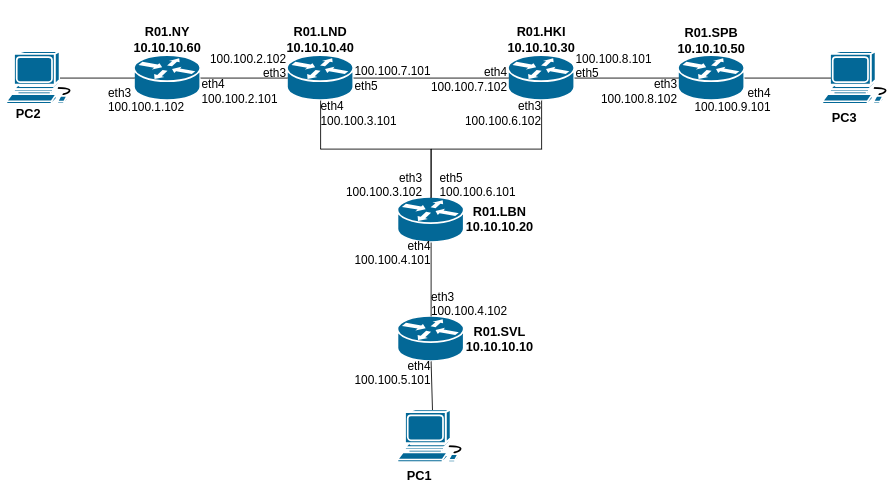 R01.NY
10.10.10.60
R01.LND
10.10.10.40
R01.HKI
10.10.10.30
R01.SPB
10.10.10.50
100.100.2.102
eth3
100.100.7.101
eth5
eth4
100.100.7.102
100.100.8.101
eth5
eth3
100.100.8.102
eth4
100.100.9.101
eth3
100.100.1.102
eth4
100.100.2.101
PC2
PC3
eth4
100.100.3.101
eth3
100.100.6.102
eth3
100.100.3.102
eth5
100.100.6.101
R01.LBN
10.10.10.20
eth4
100.100.4.101
eth3
100.100.4.102
R01.SVL
10.10.10.10
eth4
100.100.5.101
PC1